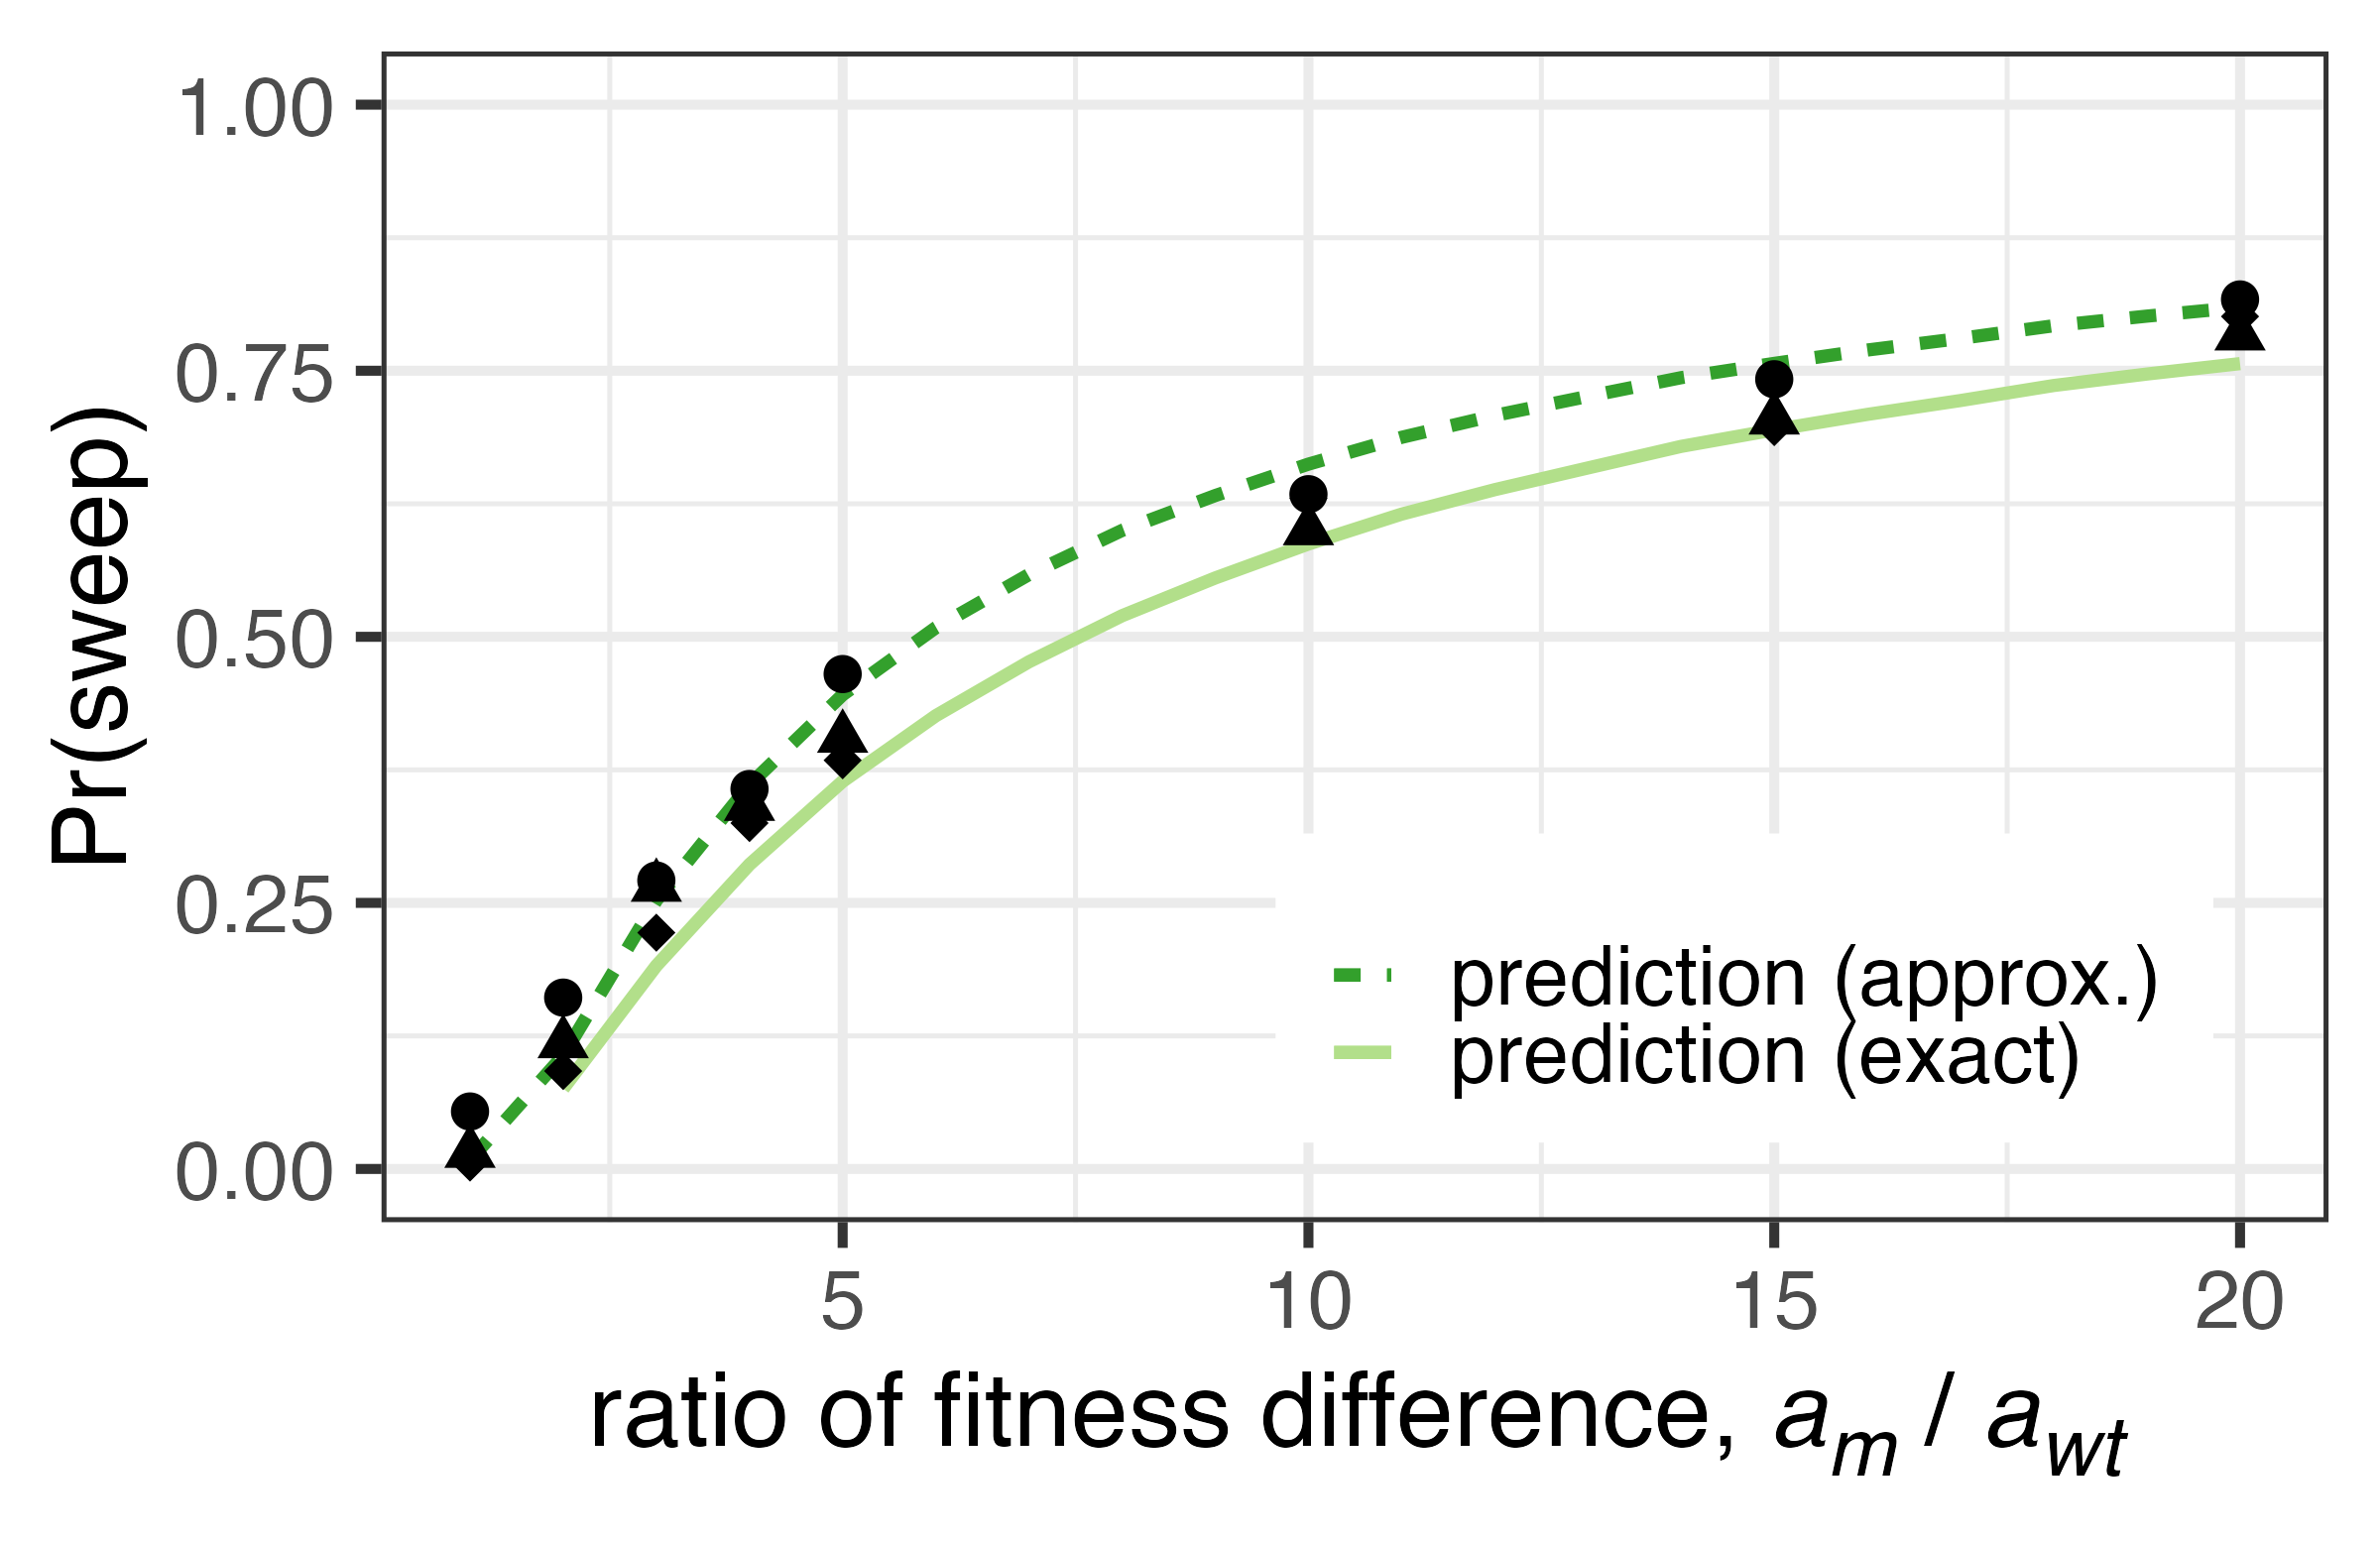 Pr(sweep)
1.00
0.75
0.50
0.25
0.00
prediction (approx.)
prediction (exact)
5 10 15 20
ratio of fitness difference, a_m / a_wt